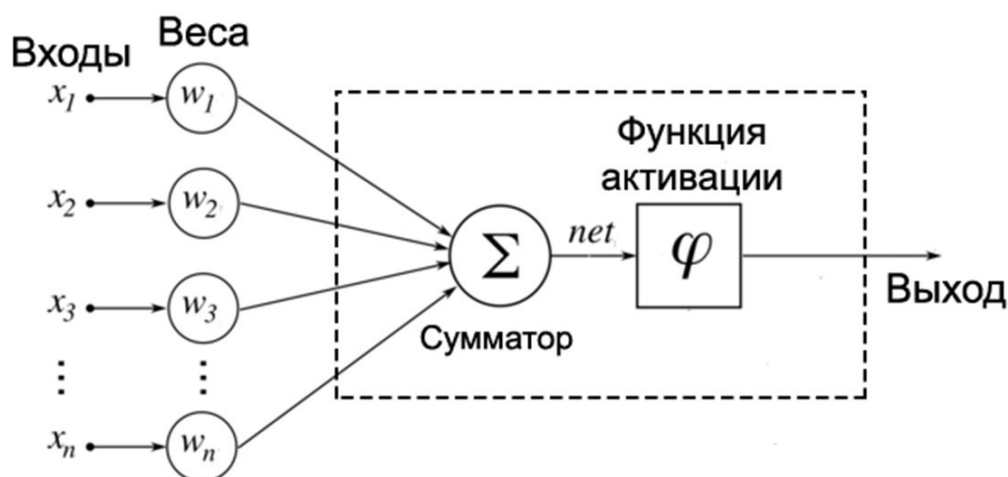 Входы
Веса
x1
w1
x2
w2
x3
w3
⋮
⋮
xn
wn
Σ
Сумматор
net
Функция
активации
φ
Выход